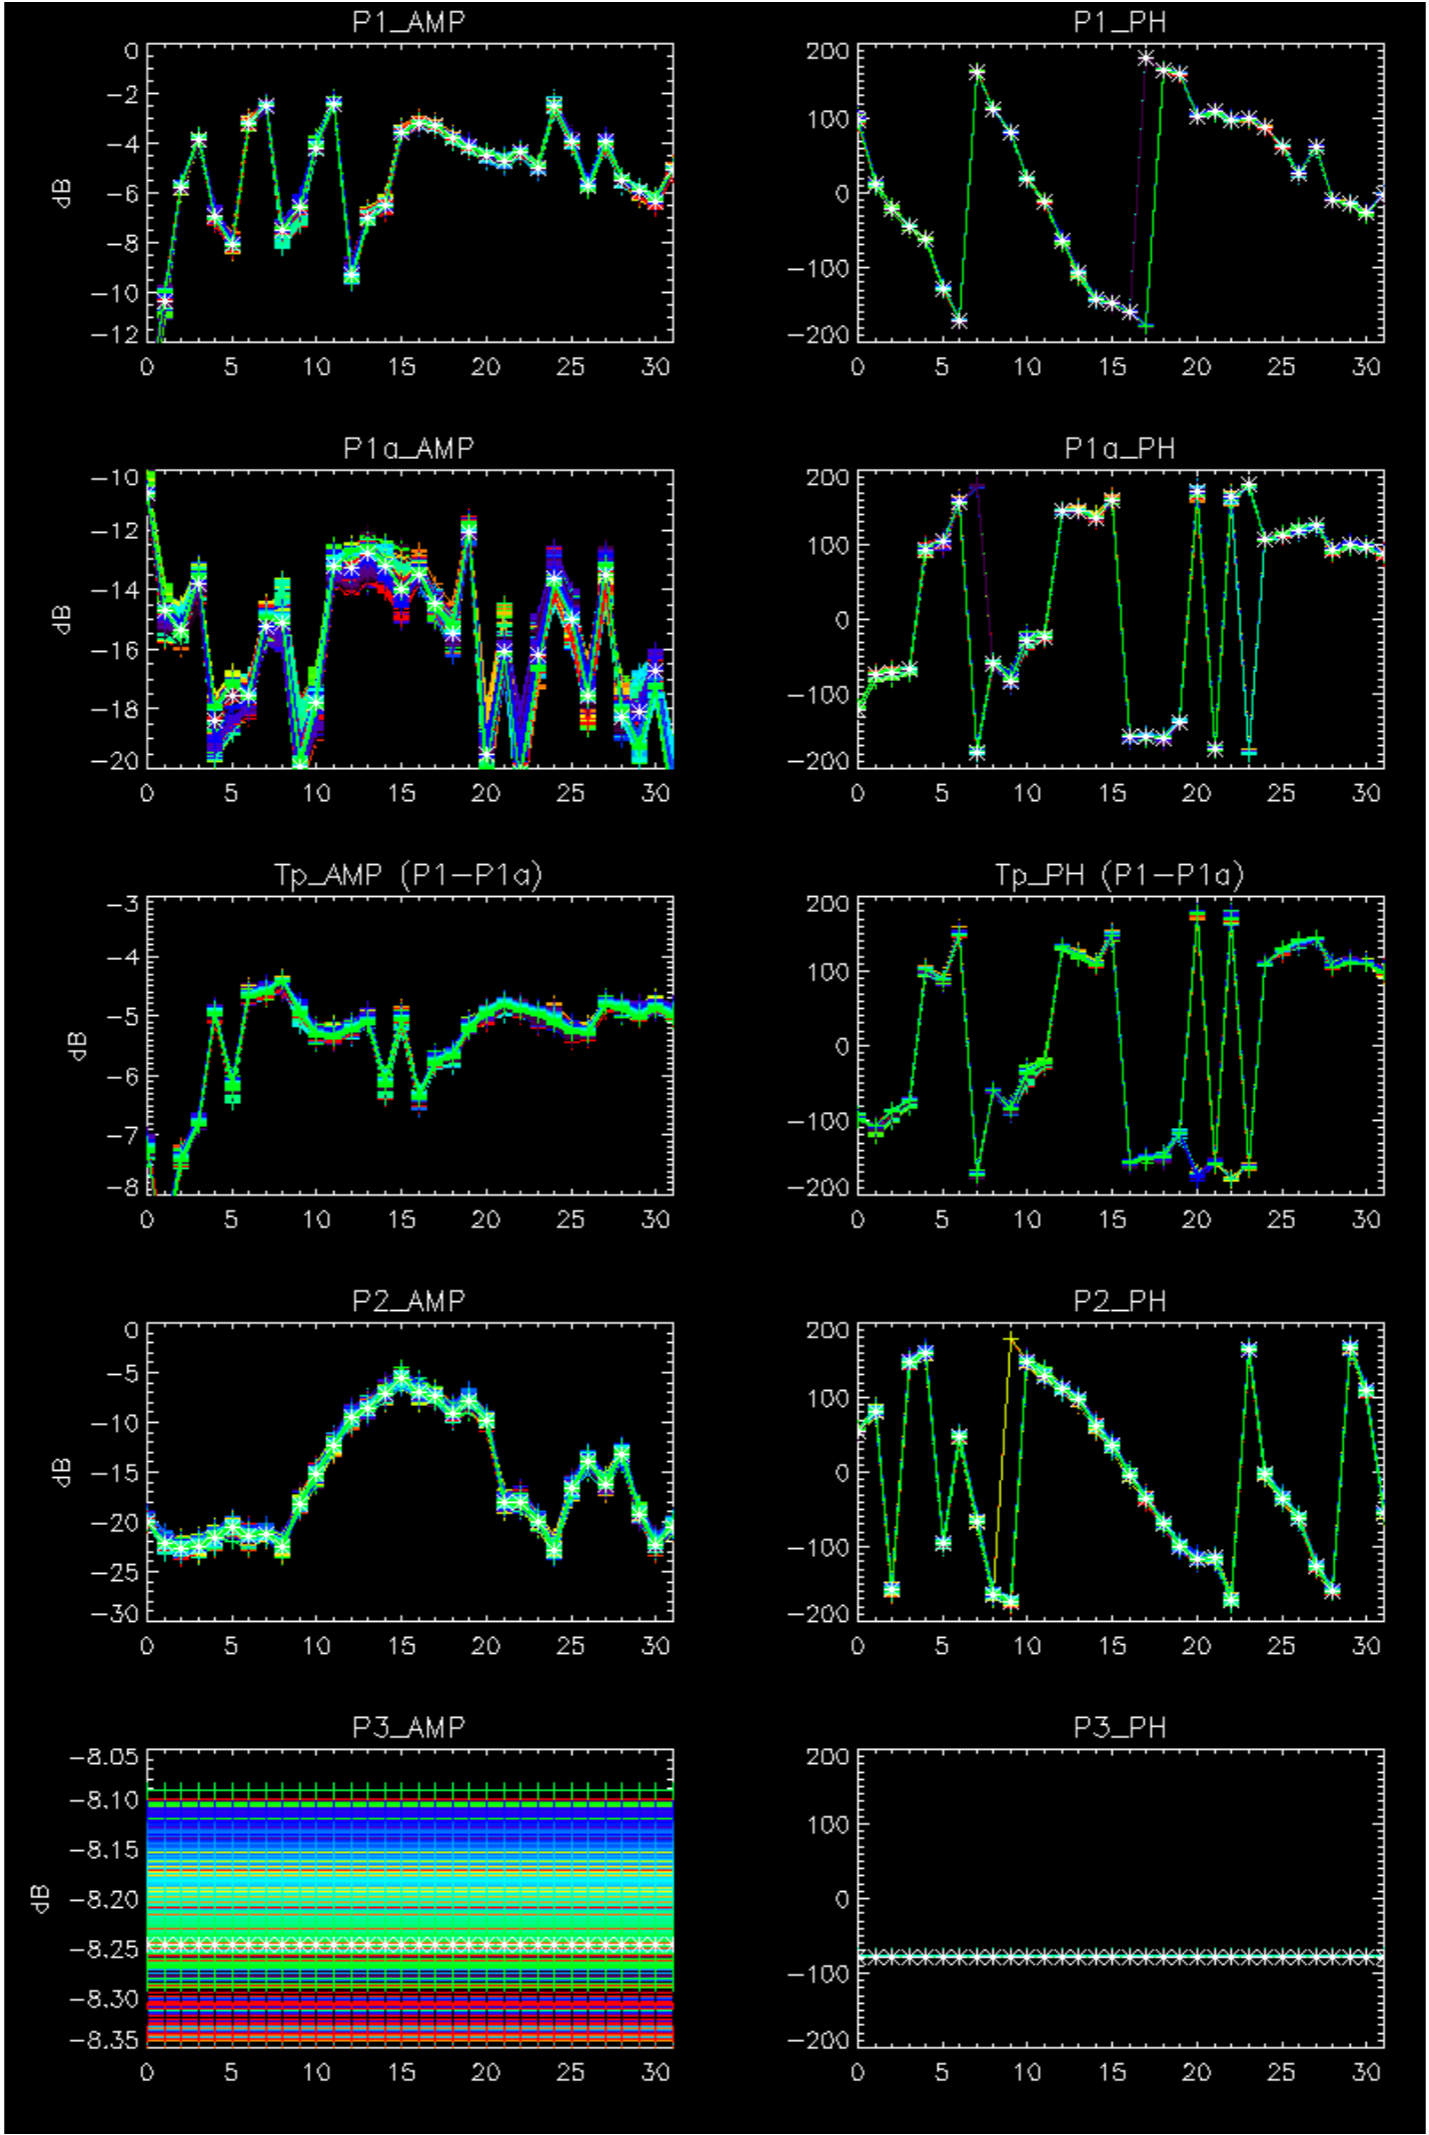 P1_AMP P1_PH
0 200
−2 100
−4 0
dB
−6 −100
−8 −200
−10
−12
0 5 10 15 20 25 30 0 5 10 15 20 25 30
P1a_AMP P1a_PH
−10 200
−12 100
−14 0
dB
−16 −100
−18 −200
−20
0 5 10 15 20 25 30 0 5 10 15 20 25 30
Tp_AMP (P1−P1a) Tp_PH (P1−P1a)
−3 200
−4 100
−5 0
dB
−6 −100
−7 −200
−8
0 5 10 15 20 25 30 0 5 10 15 20 25 30
P2_AMP P2_PH
0 200
−5 100
−10 0
−15 −100
dB
−20 −200
−25
−30
0 5 10 15 20 25 30 0 5 10 15 20 25 30
P3_AMP P3_PH
−8.05 200
−8.10 100
−8.15 0
−8.20 −100
dB
−8.25 −200
−8.30
−8.35
0 5 10 15 20 25 30 0 5 10 15 20 25 30